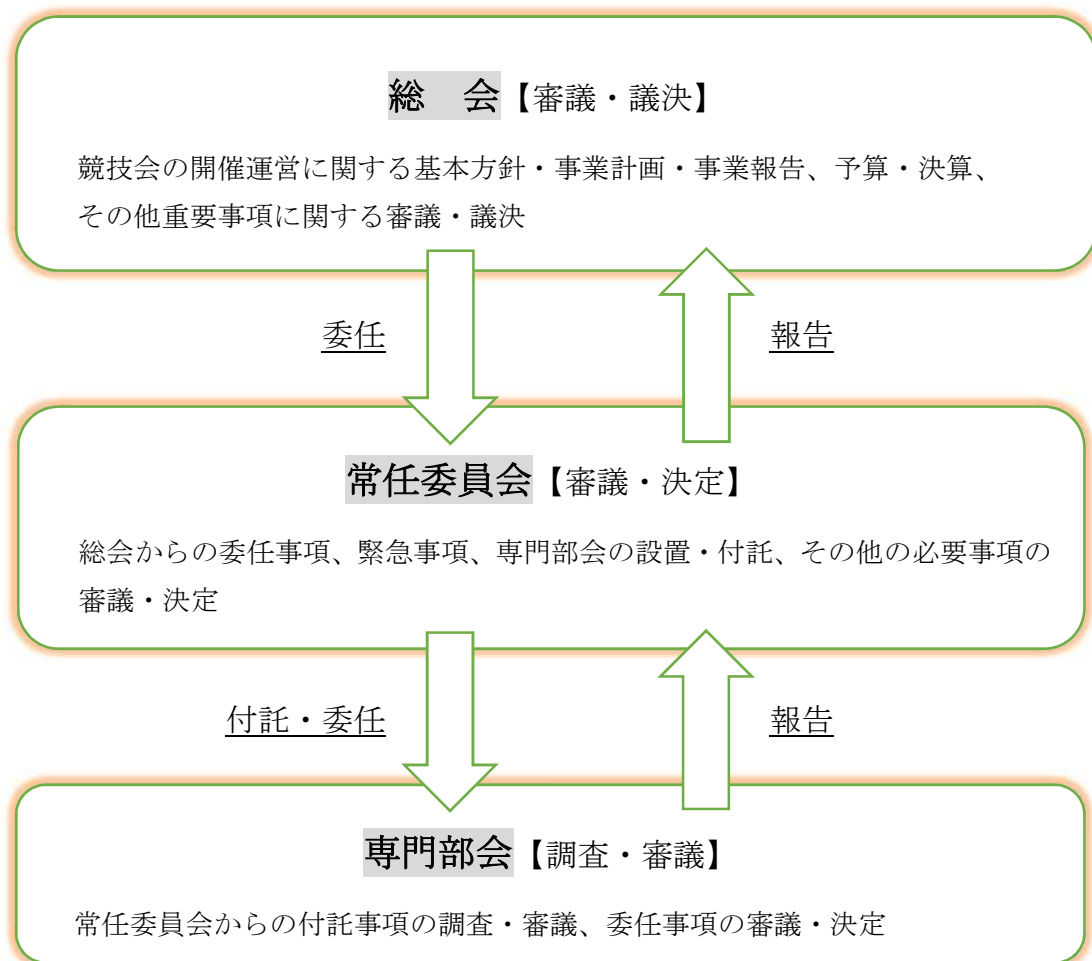 総　会【審議・議決】
競技会の開催運営に関する基本方針・事業計画・事業報告、予算・決算、
その他重要事項に関する審議・議決
委任
報告
常任委員会【審議・決定】
総会からの委任事項、緊急事項、専門部会の設置・付託、その他の必要事項の
審議・決定
付託・委任
報告
専門部会【調査・審議】
常任委員会からの付託事項の調査・審議、委任事項の審議・決定